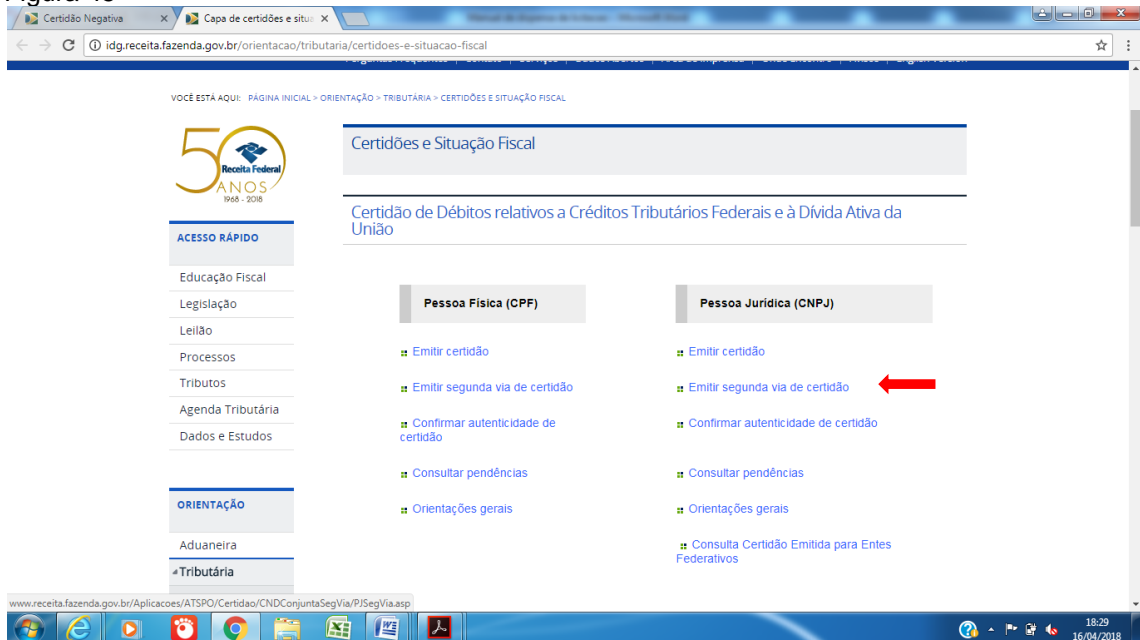 Certidão Negativa
Capa de certidões e situa
idg.receita.fazenda.gov.br/orientacao/tributaria/certidoes-e-situacao-fiscal
VOCÊ ESTÁ AQUI: PÁGINA INICIAL > ORIENTAÇÃO > TRIBUTÁRIA > CERTIDÕES E SITUAÇÃO FISCAL
50
Receita Federal
ANOS
1968 - 2018
ACESSO RÁPIDO
Educação Fiscal
Legislação
Leilão
Processos
Tributos
Agenda Tributária
Dados e Estudos
ORIENTAÇÃO
Aduaneira
Tributária
Certidões e Situação Fiscal
Certidão de Débitos relativos a Créditos Tributários Federais e à Dívida Ativa da
União
Pessoa Física (CPF)
Emitir certidão
Emitir segunda via de certidão
Confirmar autenticidade de
certidão
Consultar pendências
Orientações gerais
Pessoa Jurídica (CNPJ)
Emitir certidão
Emitir segunda via de certidão
Confirmar autenticidade de certidão
Consultar pendências
Orientações gerais
Consulta Certidão Emitida para Entes
Federativos
www.receita.fazenda.gov.br/Aplicacoes/ATSPO/Certidao/CNDConjuntaSegVia/PJSegVia.asp
18:29
16/04/2018